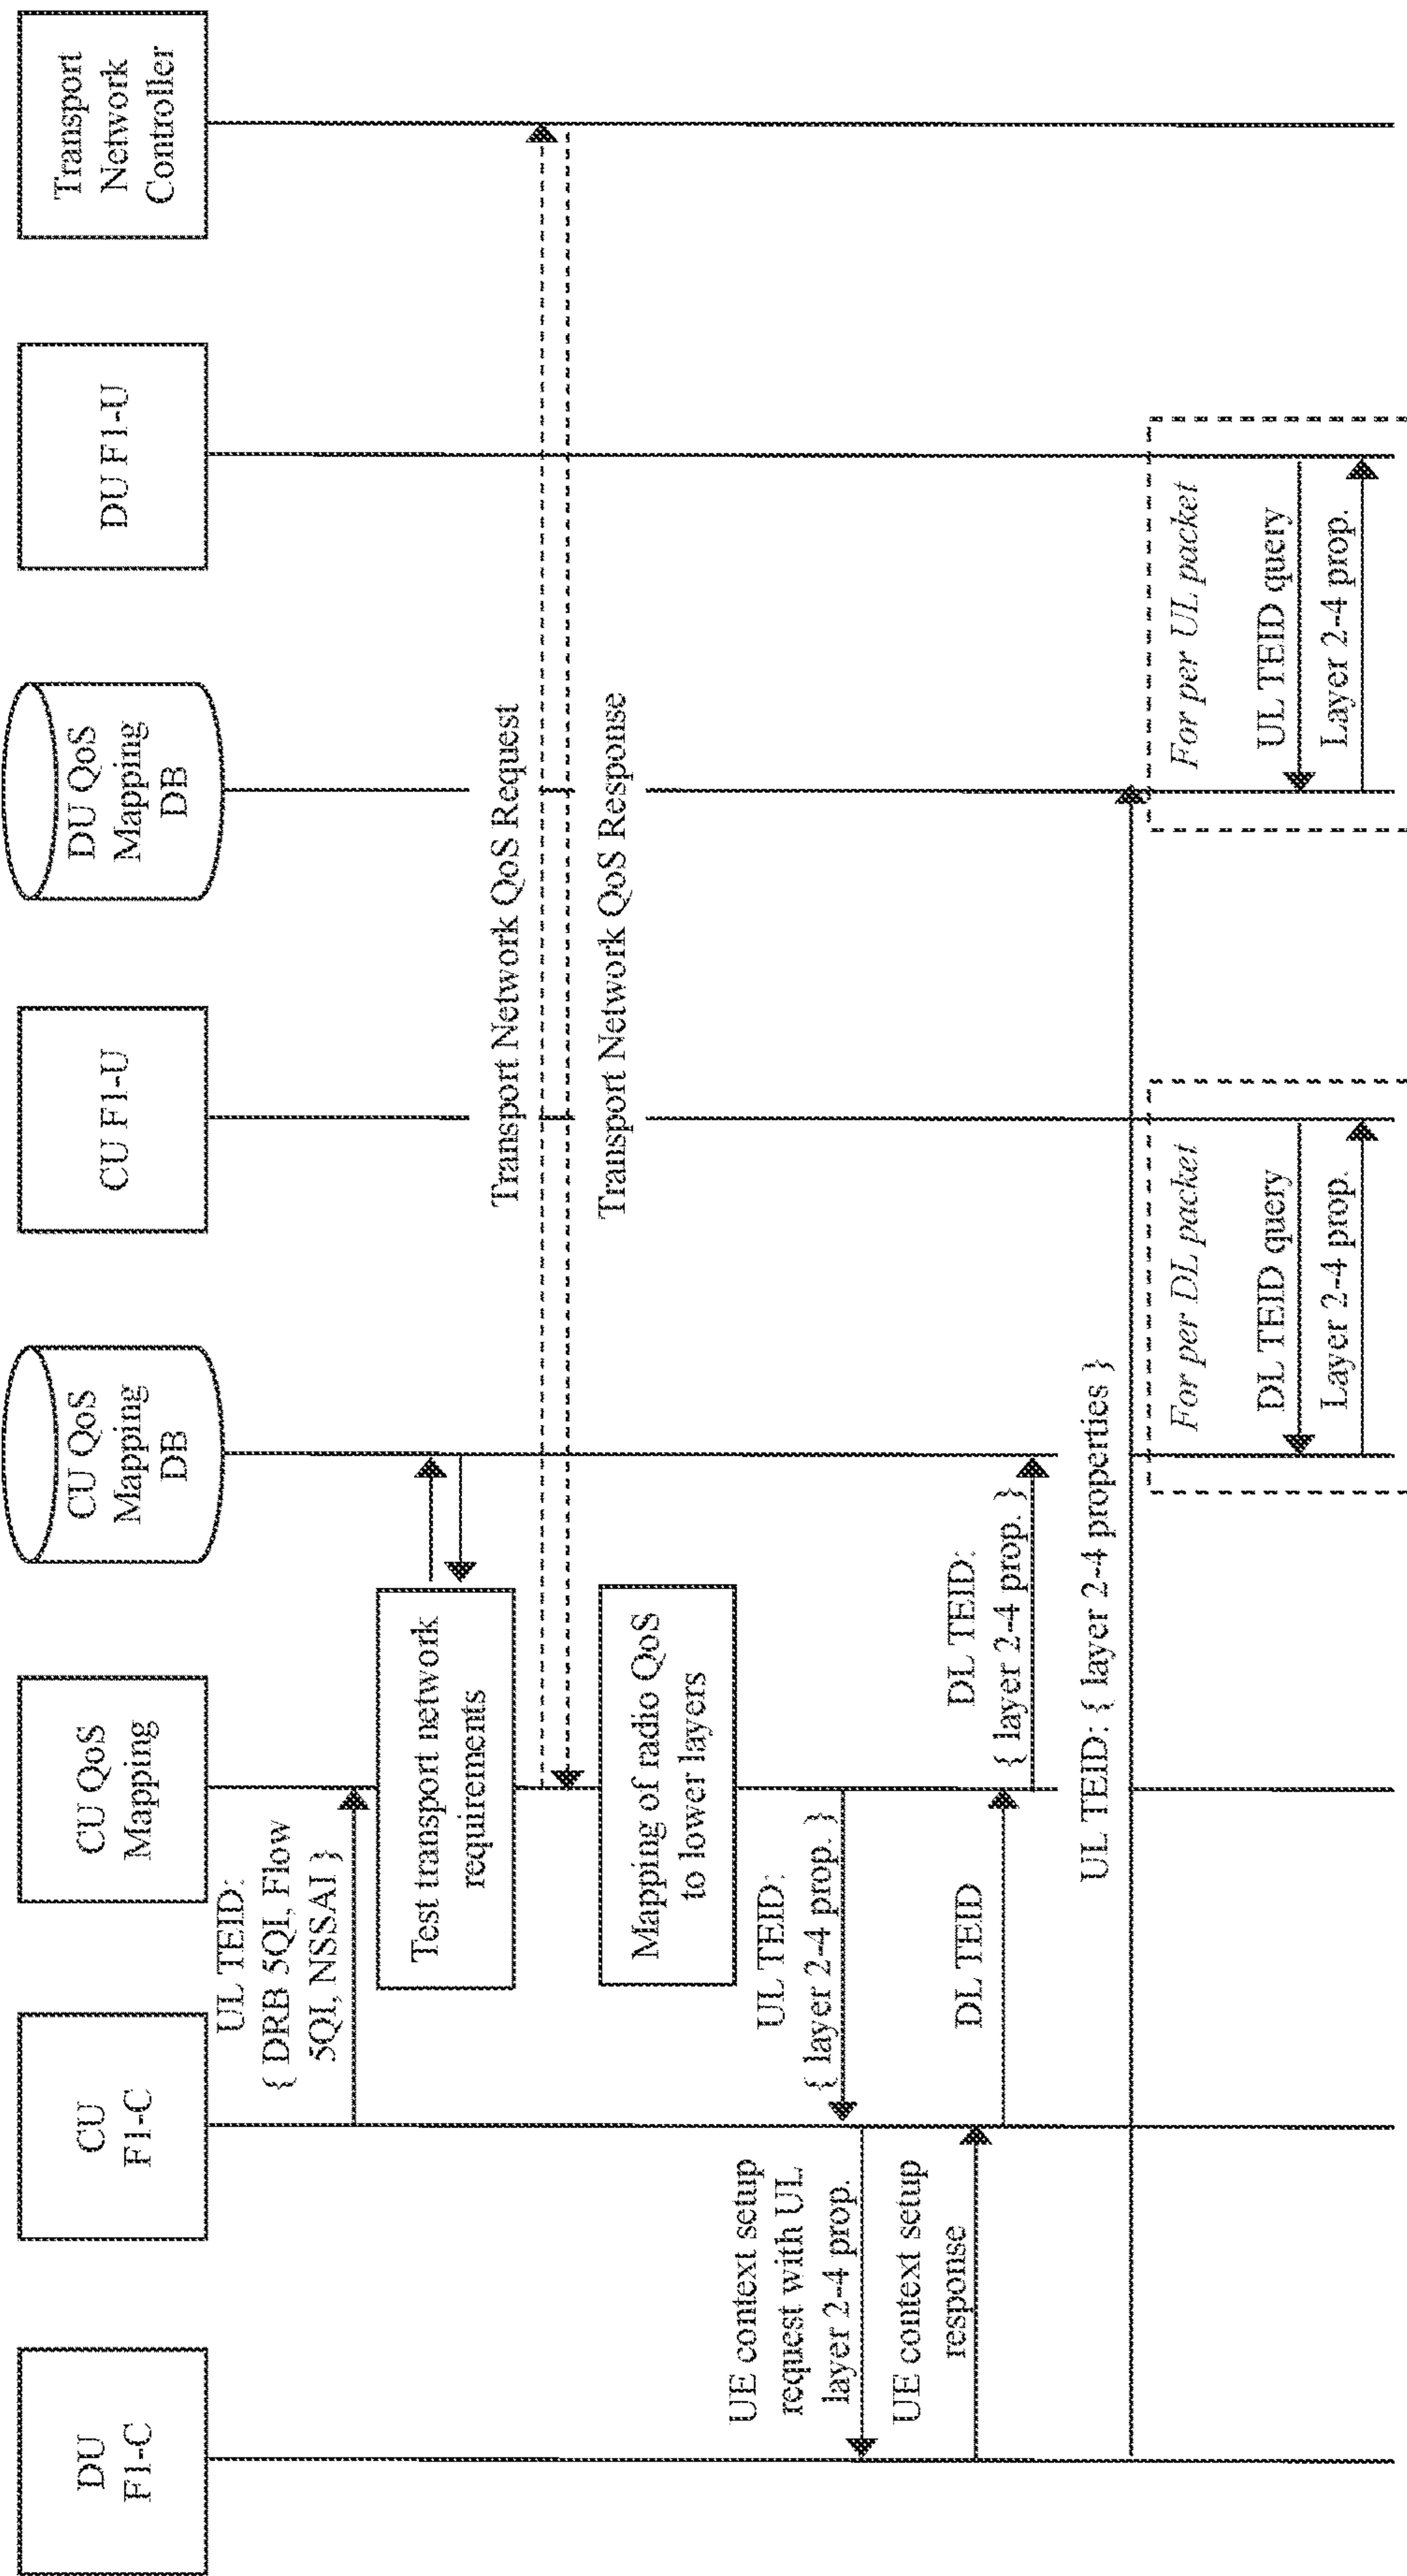 DU
F1-C
CU
F1-C
CU QoS
Mapping
CU QoS
Mapping
DB
CU F1-U
DU QoS
Mapping
DB
DU F1-U
Transport
Network
Controller
UL TEID:
{ DRB 5QI, Flow
5QI, NSSAI }
Test transport network
requirements
Transport Network QoS Request
Transport Network QoS Response
Mapping of radio QoS
to lower layers
UL TEID:
{ layer 2-4 prop. }
UE context setup
request with UL
layer 2-4 prop.
UE context setup
response
DL TEID
DL TEID:
{ layer 2-4 prop. }
UL TEID: { layer 2-4 properties }
For per DL packet
DL TEID query
Layer 2-4 prop.
For per UL packet
UL TEID query
Layer 2-4 prop.